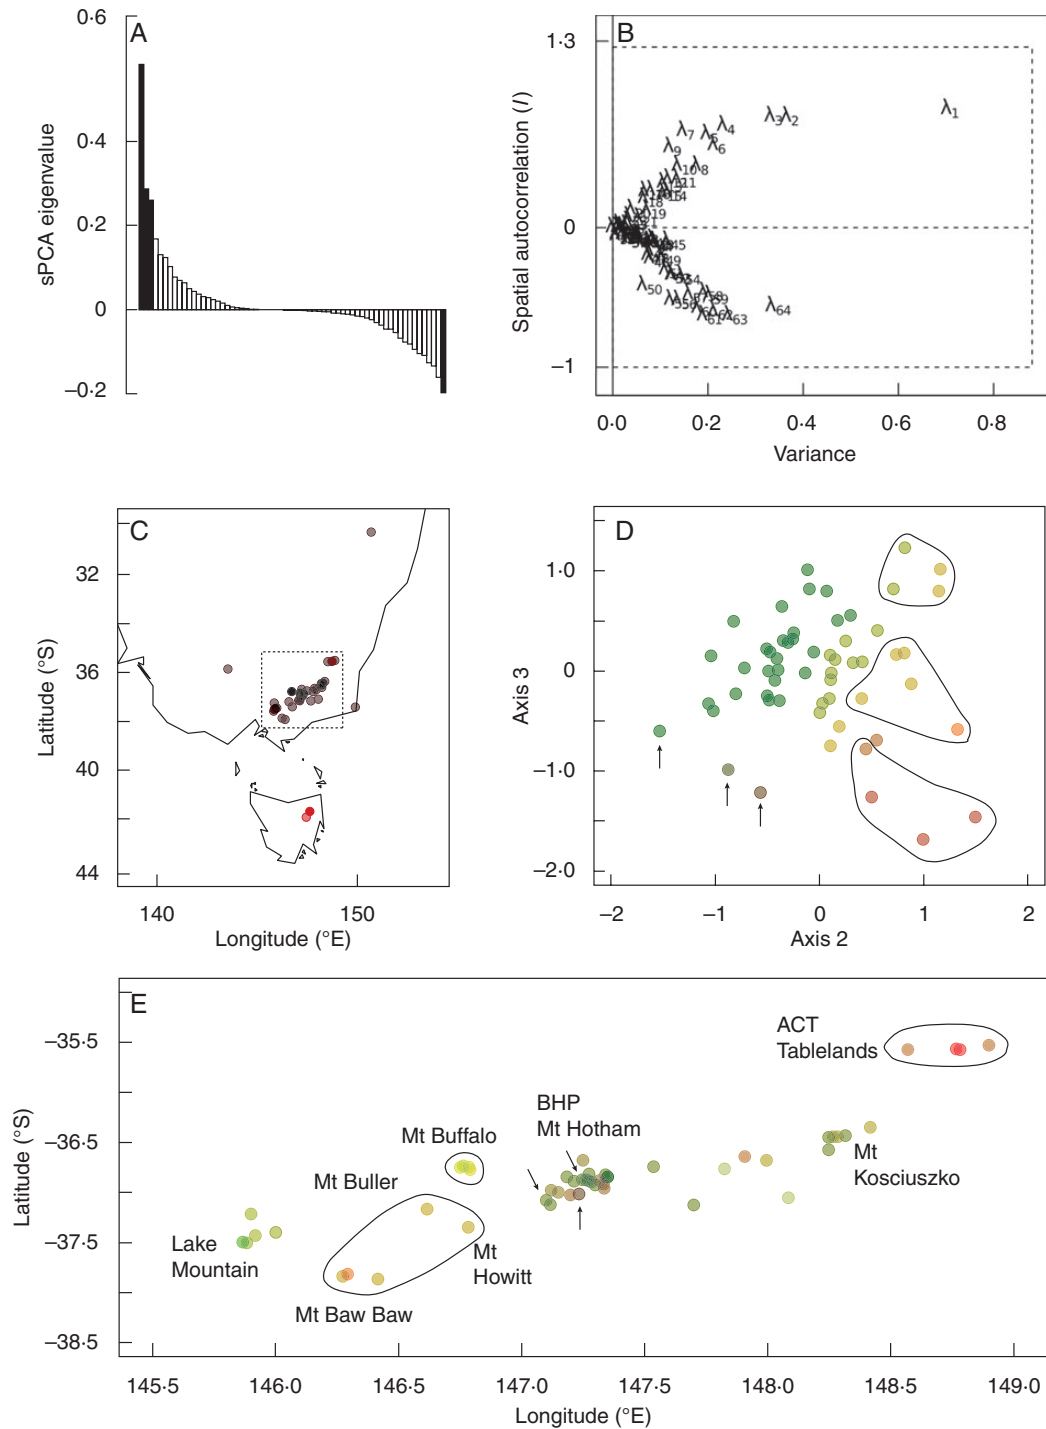 A
0·6
0·4
0·2
0
–0·2
sPCA eigenvalue
B
1·3
0
–1
Spatial autocorrelation (I)
λ1
λ2
λ3
λ4
λ5
λ6
λ7
λ8
λ9
λ10
λ11
λ14
λ18
λ19
λ45
λ49
λ50
λ54
λ58
λ59
λ61
λ62
λ63
λ64
0·0
0·2
0·4
0·6
0·8
Variance
C
32
36
40
44
Latitude (°S)
140
150
Longitude (°E)
D
1·0
0
–1·0
–2·0
Axis 3
–2
–1
0
1
2
Axis 2
E
–35·5
–36·5
–37·5
–38·5
Latitude (°S)
ACT
Tablelands
BHP
Mt Hotham
Mt Buffalo
Mt
Kosciuszko
Mt Buller
Lake
Mountain
Mt
Howitt
Mt Baw Baw
145·5
146·0
146·5
147·0
147·5
148·0
148·5
149·0
Longitude (°E)